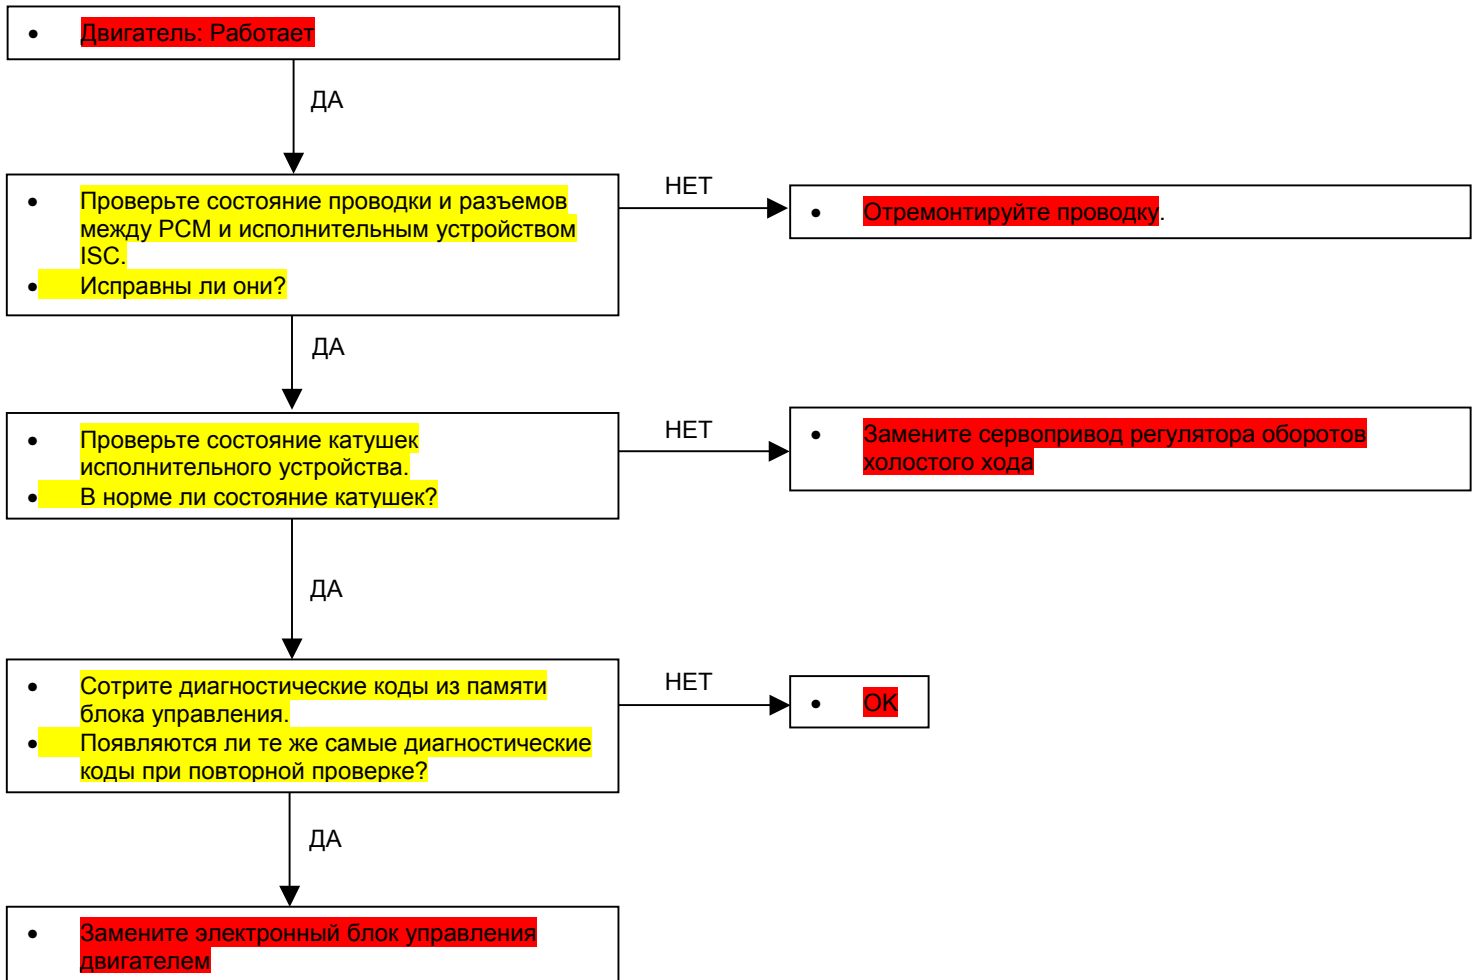 • Двигатель: Работает
ДА
• Проверьте состояние проводки и разъемов
между PCM и исполнительным устройством
ISC.
• Исправны ли они?
НЕТ
• Отремонтируйте проводку.
ДА
• Проверьте состояние катушек
исполнительного устройства.
• В норме ли состояние катушек?
НЕТ
• Замените сервопривод регулятора оборотов
холостого хода
ДА
• Сотрите диагностические коды из памяти
блока управления.
• Появляются ли те же самые диагностические
коды при повторной проверке?
НЕТ
• OK
ДА
• Замените электронный блок управления
двигателем